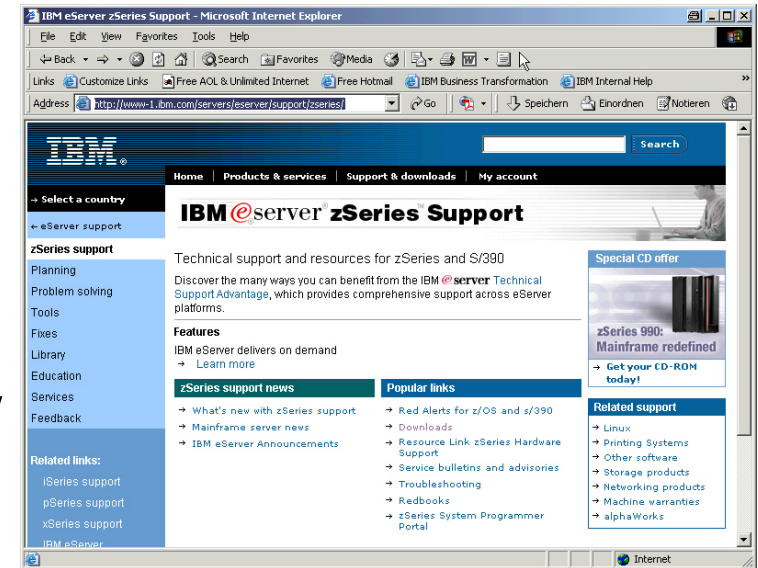 IBM eServer zSeries Support - Microsoft Internet Explorer
File Edit View Favorites Tools Help
Back Search Favorites Media
Links Customize Links Free AOL & Unlimited Internet Free Hotmail IBM Business Transformation IBM Internal Help »
Address http://www-1.ibm.com/servers/eserver/support/zseries/ Go Speichern Einordnen Notieren
IBM®
Search
Home | Products & services | Support & downloads | My account
→ Select a country
← eServer support
zSeries support
Planning
Problem solving
Tools
Fixes
Library
Education
Services
Feedback
Related links:
iSeries support
pSeries support
xSeries support
IBM eServer
IBM @server® zSeries™ Support
Technical support and resources for zSeries and S/390
Discover the many ways you can benefit from the IBM @server Technical
Support Advantage, which provides comprehensive support across eServer
platforms.
Features
IBM eServer delivers on demand
→ Learn more
zSeries support news
→ What's new with zSeries support
→ Mainframe server news
→ IBM eServer Announcements
Popular links
→ Red Alerts for z/OS and s/390
→ Downloads
→ Resource Link zSeries Hardware
Support
→ Service bulletins and advisories
→ Troubleshooting
→ Redbooks
→ zSeries System Programmer
Portal
Special CD offer
zSeries 990:
Mainframe redefined
→ Get your CD-ROM
today!
Related support
→ Linux
→ Printing Systems
→ Other software
→ Storage products
→ Networking products
→ Machine warranties
→ alphaWorks
Internet